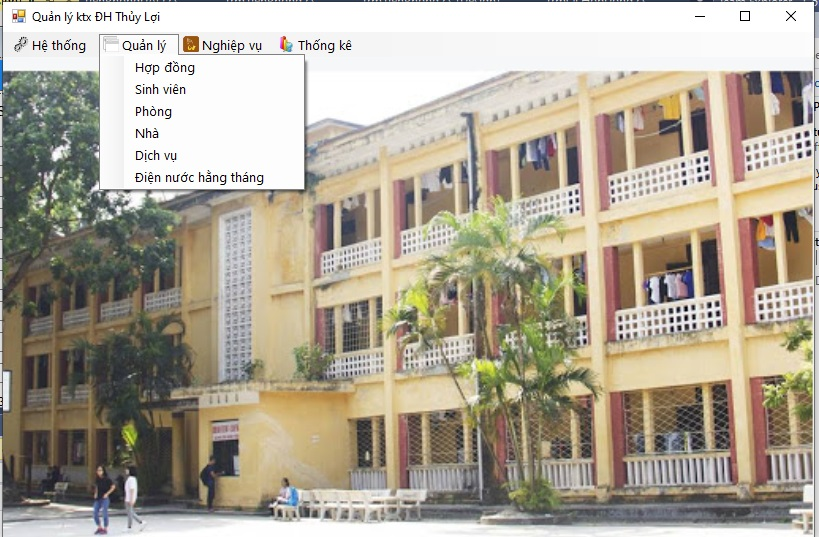 Quản lý ktx ĐH Thủy Lợi
Hệ thống Quản lý Nghiệp vụ Thống kê
Hợp đồng
Sinh viên
Phòng
Nhà
Dịch vụ
Điện nước hằng tháng